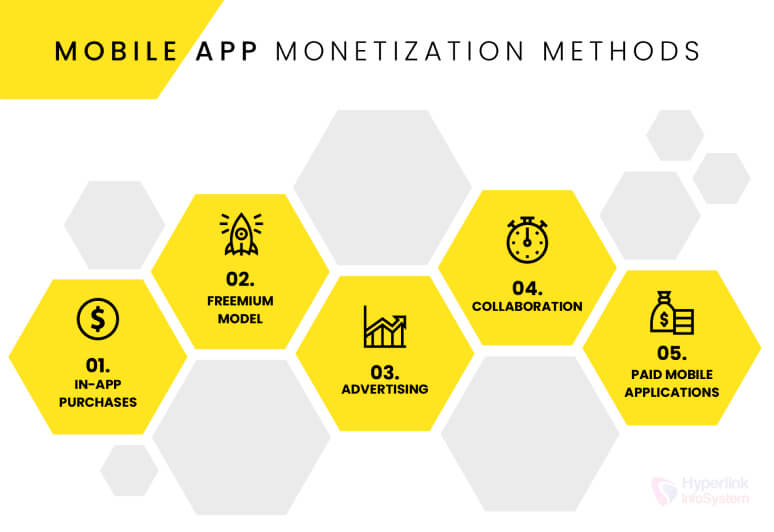 MOBILE APP MONETIZATION METHODS
01.
IN-APP
PURCHASES
02.
FREEMIUM
MODEL
03.
ADVERTISING
04.
COLLABORATION
05.
PAID MOBILE
APPLICATIONS
Hyperlink
InfoSystem